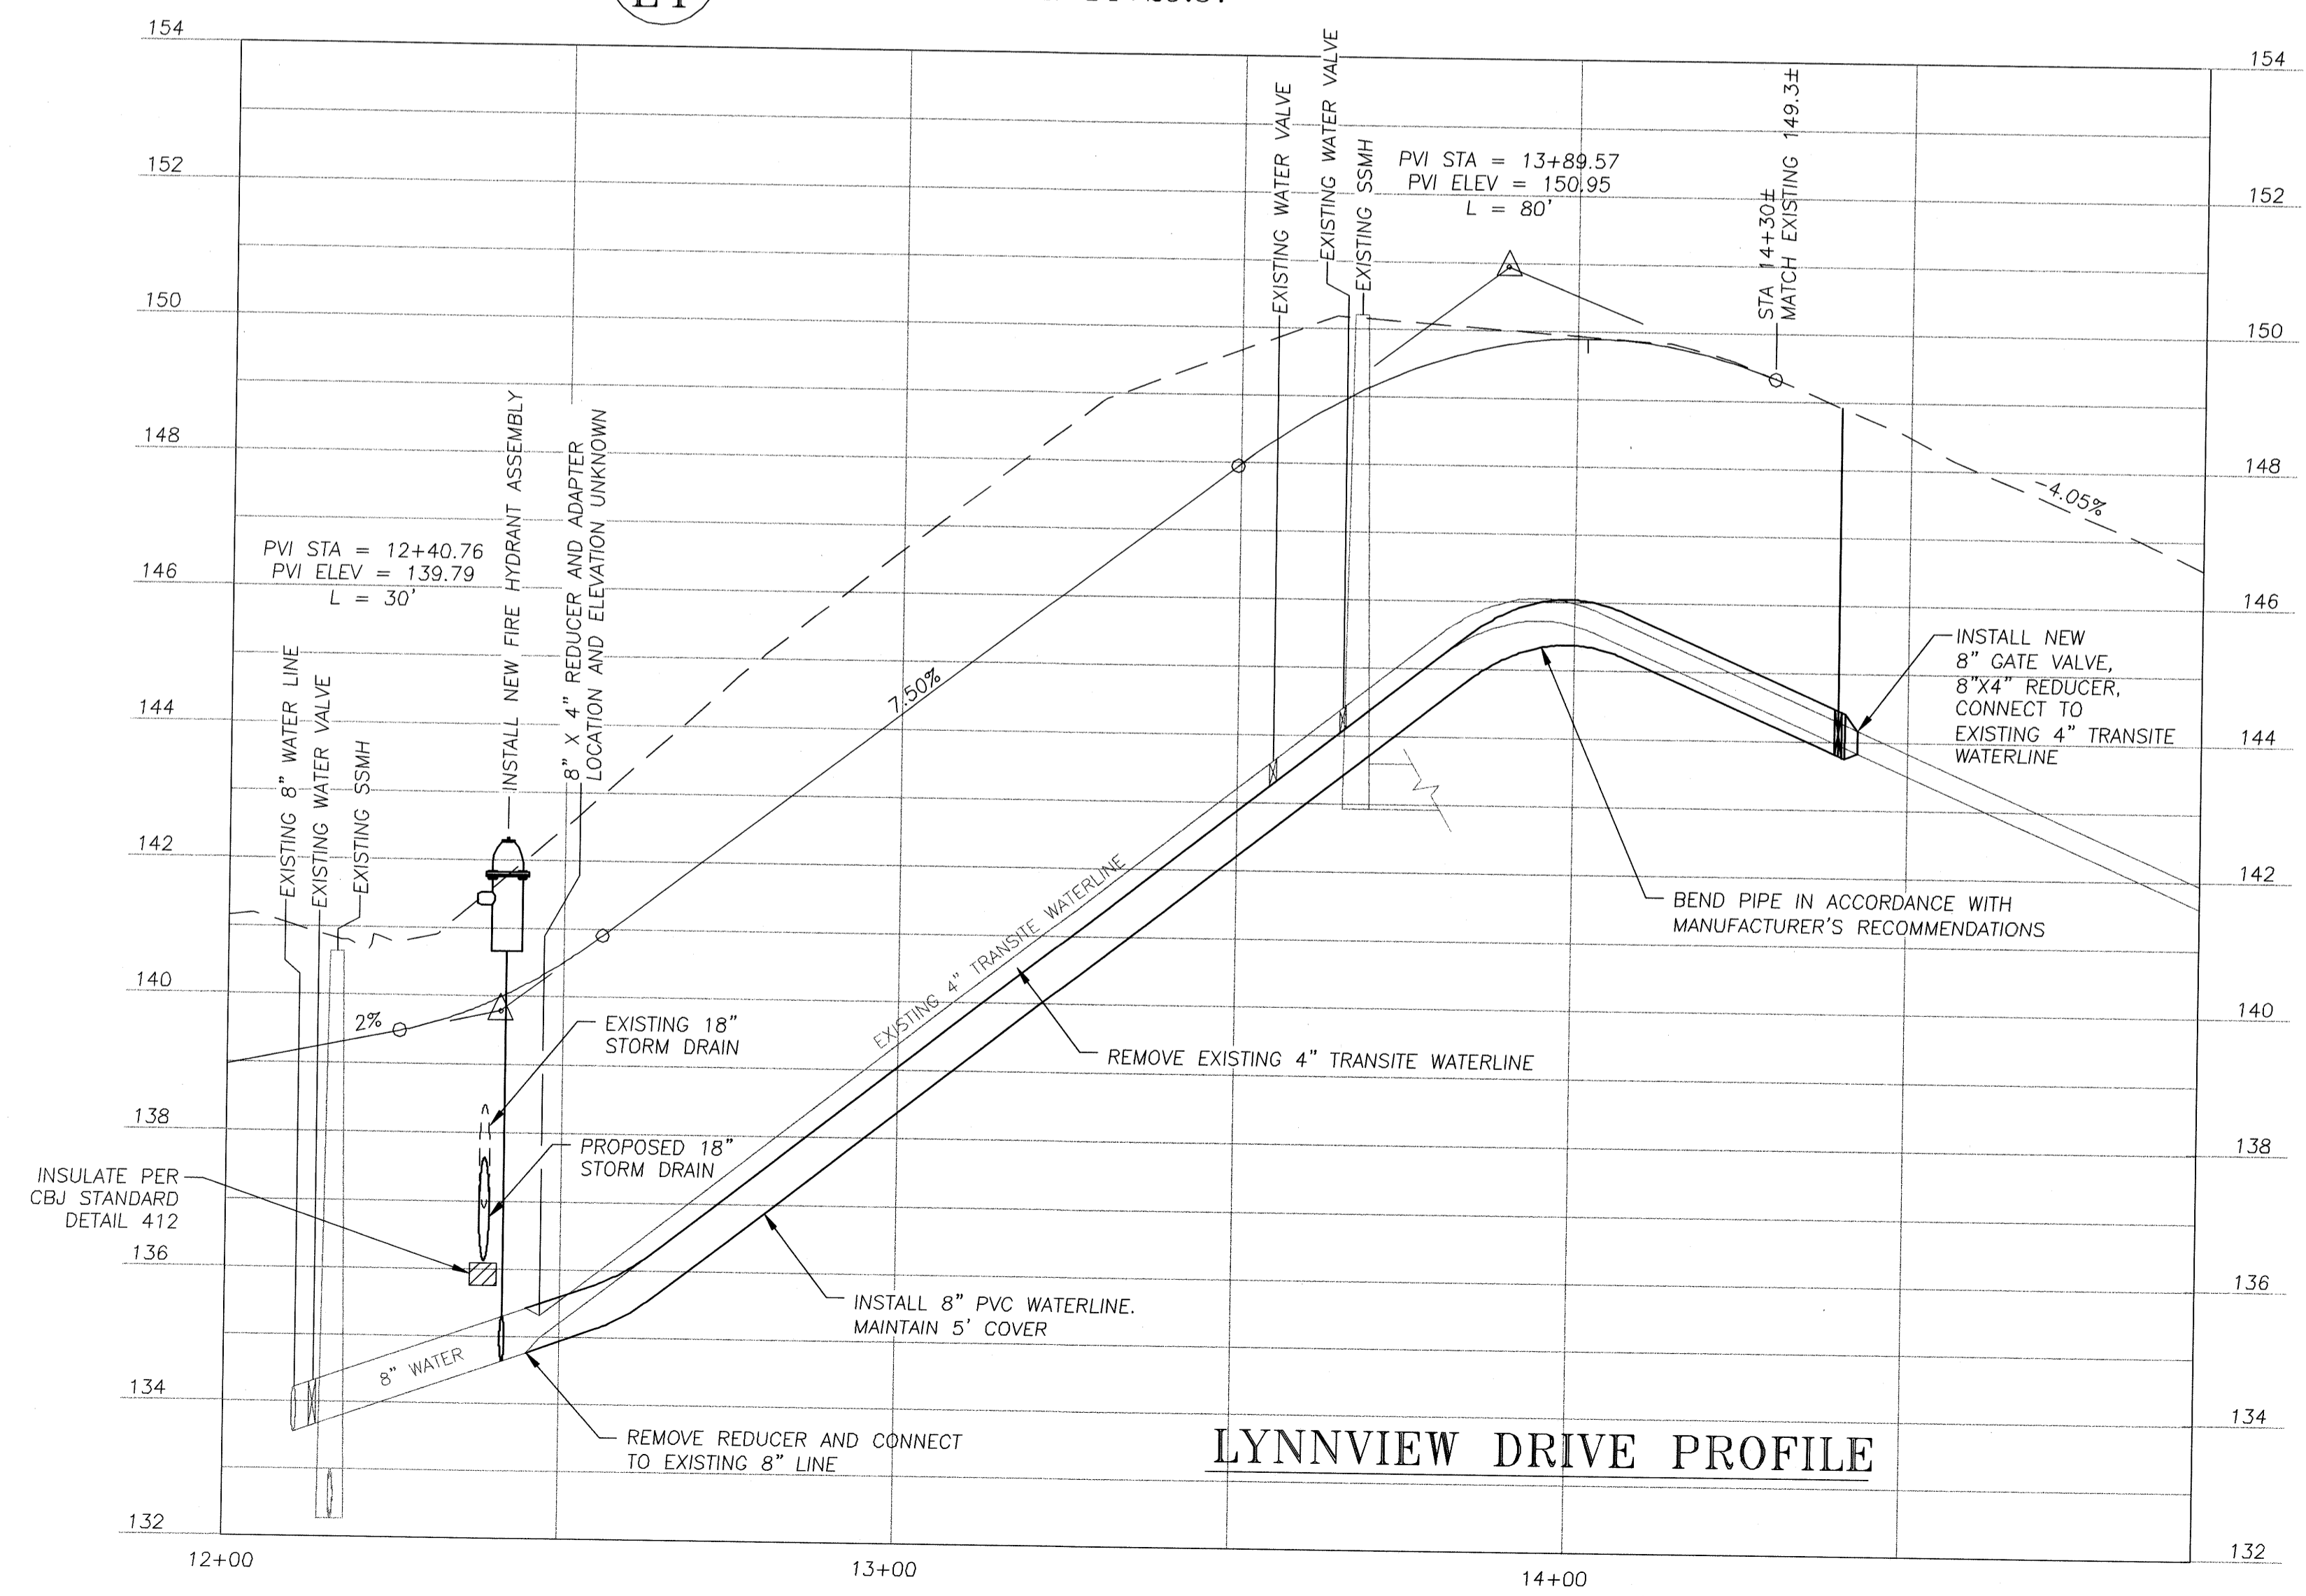 154
154
152
152
150
150
148
148
146
146
144
144
142
142
140
140
138
138
136
136
134
134
132
132
12+00
13+00
14+00
PVI STA = 12+40.76
PVI ELEV = 139.79
L = 30'
PVI STA = 13+89.57
PVI ELEV = 150.95
L = 80'
EXISTING 8" WATER LINE
EXISTING WATER VALVE
EXISTING SSMH
INSTALL NEW FIRE HYDRANT ASSEMBLY
8" X 4" REDUCER AND ADAPTER
LOCATION AND ELEVATION UNKNOWN
EXISTING WATER VALVE
EXISTING WATER VALVE
EXISTING SSMH
STA 14+30±
MATCH EXISTING 149.3±
-4.05%
7.50%
2%
INSTALL NEW
8" GATE VALVE,
8"X4" REDUCER,
CONNECT TO
EXISTING 4" TRANSITE
WATERLINE
BEND PIPE IN ACCORDANCE WITH
MANUFACTURER'S RECOMMENDATIONS
EXISTING 4" TRANSITE WATERLINE
REMOVE EXISTING 4" TRANSITE WATERLINE
EXISTING 18"
STORM DRAIN
PROPOSED 18"
STORM DRAIN
INSULATE PER
CBJ STANDARD
DETAIL 412
INSTALL 8" PVC WATERLINE.
MAINTAIN 5' COVER
8" WATER
REMOVE REDUCER AND CONNECT
TO EXISTING 8" LINE
LYNNVIEW DRIVE PROFILE